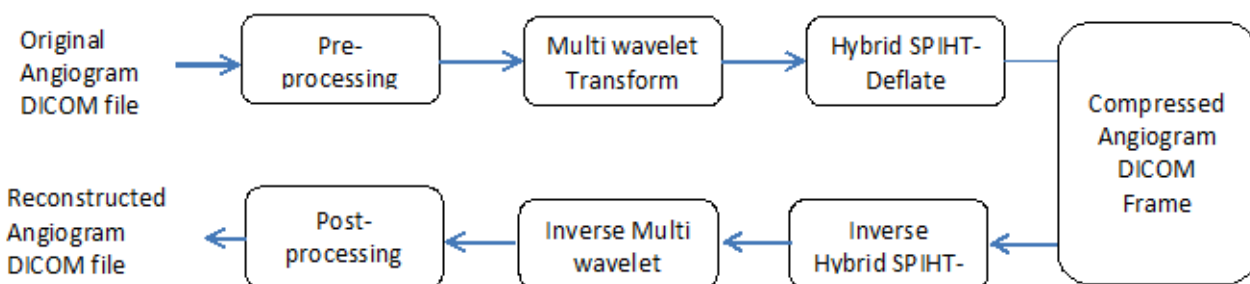 Original
Angiogram
DICOM file
Pre-
processing
Multi wavelet
Transform
Hybrid SPIHT-
Deflate
Compressed
Angiogram
DICOM
Frame
Reconstructed
Angiogram
DICOM file
Post-
processing
Inverse Multi
wavelet
Inverse
Hybrid SPIHT-